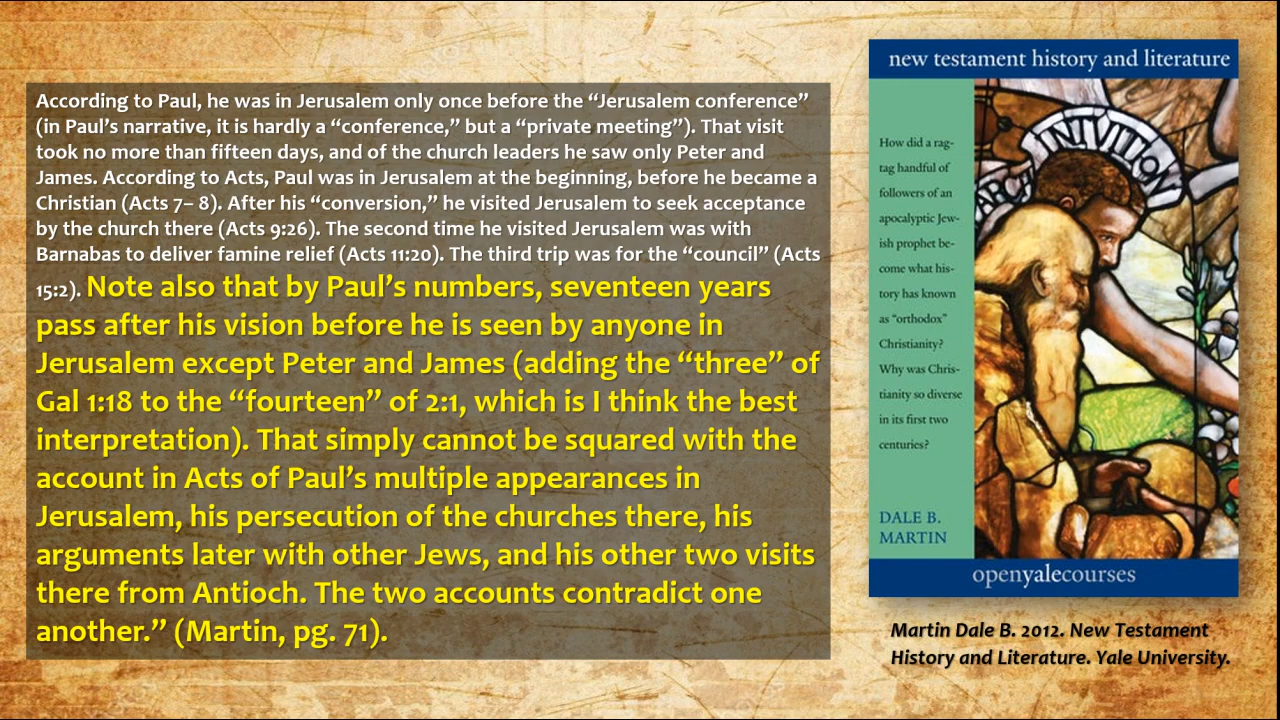 According to Paul, he was in Jerusalem only once before the “Jerusalem conference”
(in Paul’s narrative, it is hardly a “conference,” but a “private meeting”). That visit
took no more than fifteen days, and of the church leaders he saw only Peter and
James. According to Acts, Paul was in Jerusalem at the beginning, before he became a
Christian (Acts 7– 8). After his “conversion,” he visited Jerusalem to seek acceptance
by the church there (Acts 9:26). The second time he visited Jerusalem was with
Barnabas to deliver famine relief (Acts 11:20). The third trip was for the “council” (Acts
15:2). Note also that by Paul’s numbers, seventeen years
pass after his vision before he is seen by anyone in
Jerusalem except Peter and James (adding the “three” of
Gal 1:18 to the “fourteen” of 2:1, which is I think the best
interpretation). That simply cannot be squared with the
account in Acts of Paul’s multiple appearances in
Jerusalem, his persecution of the churches there, his
arguments later with other Jews, and his other two visits
there from Antioch. The two accounts contradict one
another.” (Martin, pg. 71).
new testament history and literature
How did a rag-
tag handful of
followers of an
apocalyptic Jew-
ish prophet be-
come what his-
tory has known
as “orthodox”
Christianity?
Why was Chris-
tianity so diverse
in its first two
centuries?
DALE B.
MARTIN
openyalecourses
Martin Dale B. 2012. New Testament
History and Literature. Yale University.